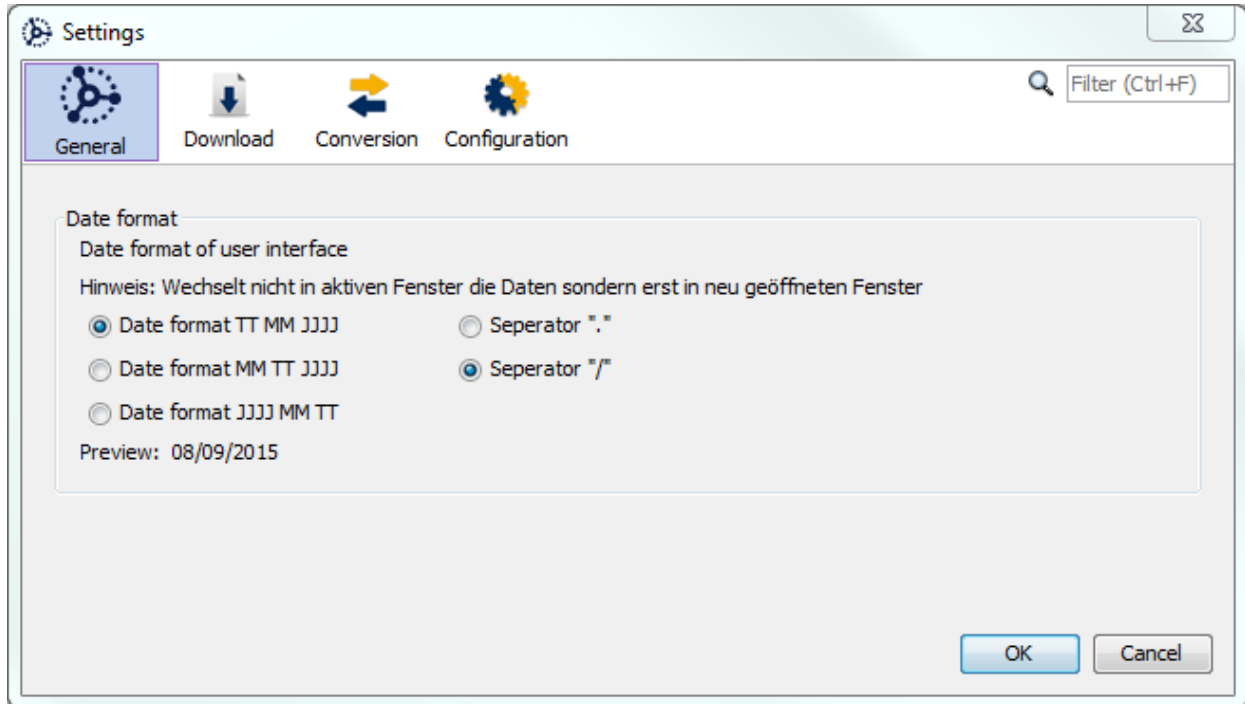 Settings
Filter (Ctrl+F)
General
Download
Conversion
Configuration
Date format
Date format of user interface
Hinweis: Wechselt nicht in aktiven Fenster die Daten sondern erst in neu geöffneten Fenster
Date format TT MM JJJJ
Seperator "."
Date format MM TT JJJJ
Seperator "/"
Date format JJJJ MM TT
Preview: 08/09/2015
OK
Cancel